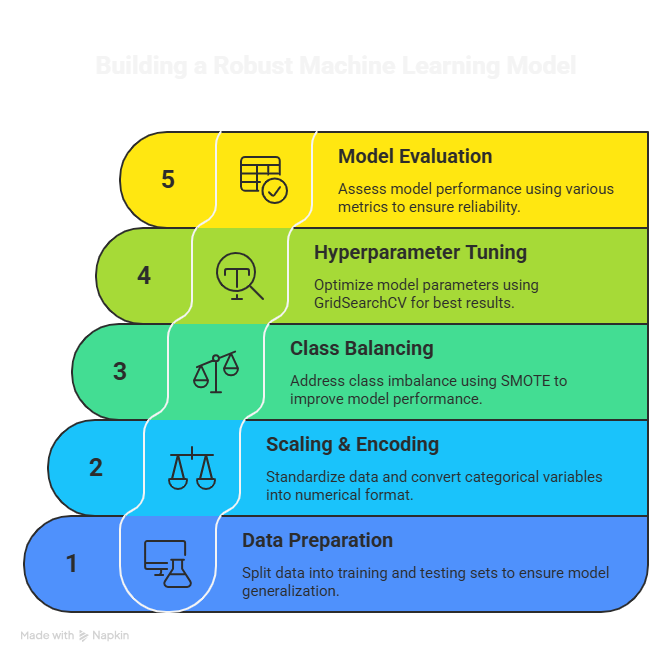 Building a Robust Machine Learning Model
5
Model Evaluation
Assess model performance using various
metrics to ensure reliability.
4
Hyperparameter Tuning
Optimize model parameters using
GridSearchCV for best results.
3
Class Balancing
Address class imbalance using SMOTE to
improve model performance.
2
Scaling & Encoding
Standardize data and convert categorical variables
into numerical format.
1
Data Preparation
Split data into training and testing sets to ensure model
generalization.
Made with Napkin